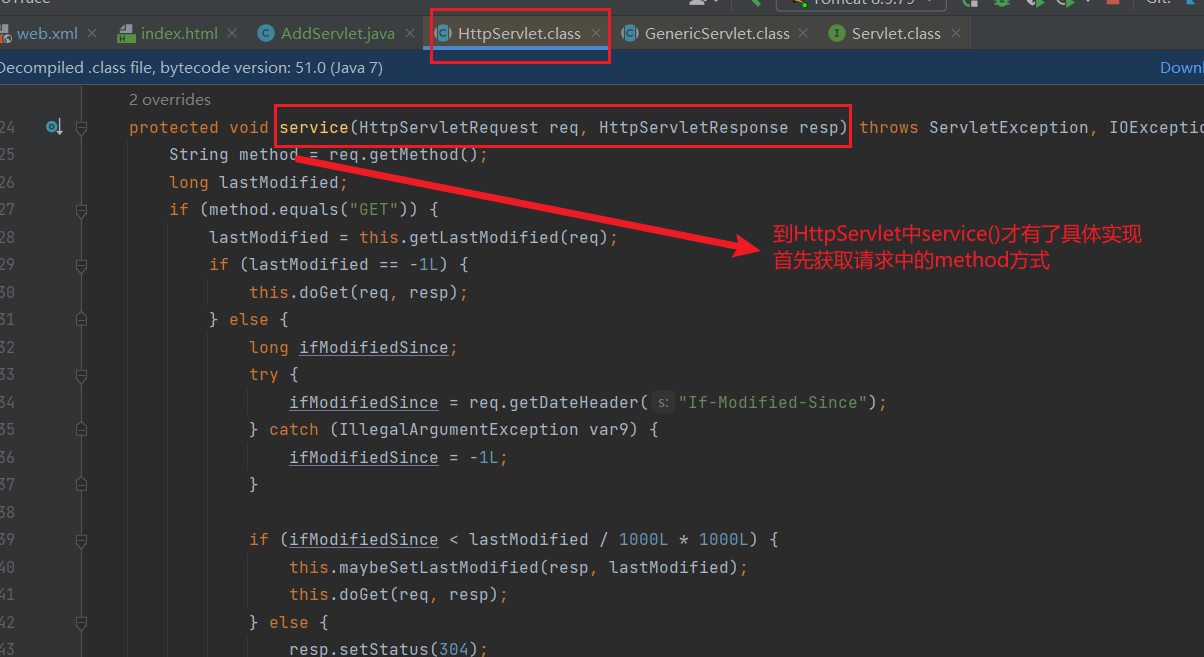 Tomcat 8.5.79 Git:
web.xml index.html AddServlet.java HttpServlet.class GenericServlet.class Servlet.class
Decompiled .class file, bytecode version: 51.0 (Java 7)
2 overrides
24 protected void service(HttpServletRequest req, HttpServletResponse resp) throws ServletException, IOExceptio
25 String method = req.getMethod();
26 long lastModified;
27 if (method.equals("GET")) {
28 lastModified = this.getLastModified(req);
到HttpServlet中service()才有了具体实现
首先获取请求中的method方式
29 if (lastModified == -1L) {
30 this.doGet(req, resp);
31 } else {
32 long ifModifiedSince;
33 try {
34 ifModifiedSince = req.getDateHeader( s: "If-Modified-Since");
35 } catch (IllegalArgumentException var9) {
36 ifModifiedSince = -1L;
37 }
38
39 if (ifModifiedSince < lastModified / 1000L * 1000L) {
40 this.maybeSetLastModified(resp, lastModified);
41 this.doGet(req, resp);
42 } else {
43 resp.setStatus(304);